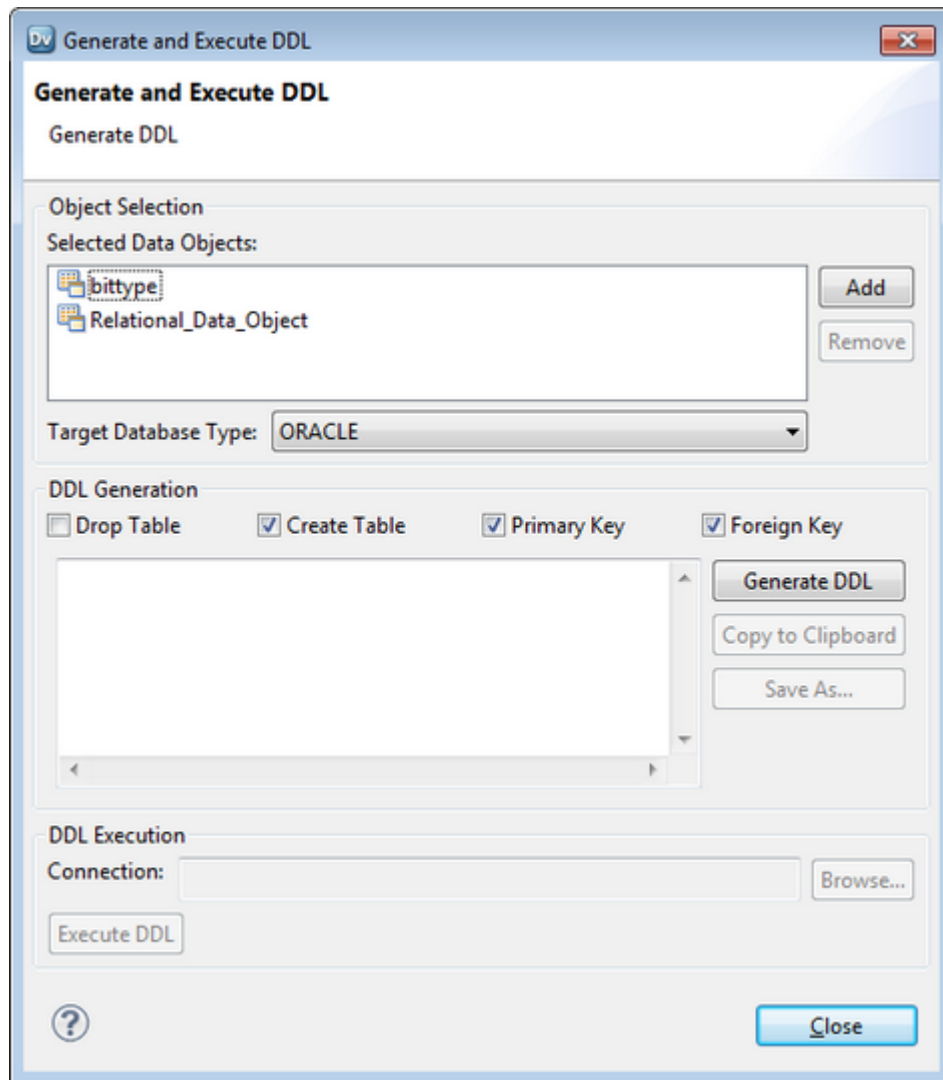 Dv Generate and Execute DDL
Generate and Execute DDL
Generate DDL
Object Selection
Selected Data Objects:
bittype
Add
Relational_Data_Object
Remove
Target Database Type: ORACLE
DDL Generation
Drop Table Create Table Primary Key Foreign Key
Generate DDL
Copy to Clipboard
Save As...
DDL Execution
Connection:
Browse...
Execute DDL
?
Close